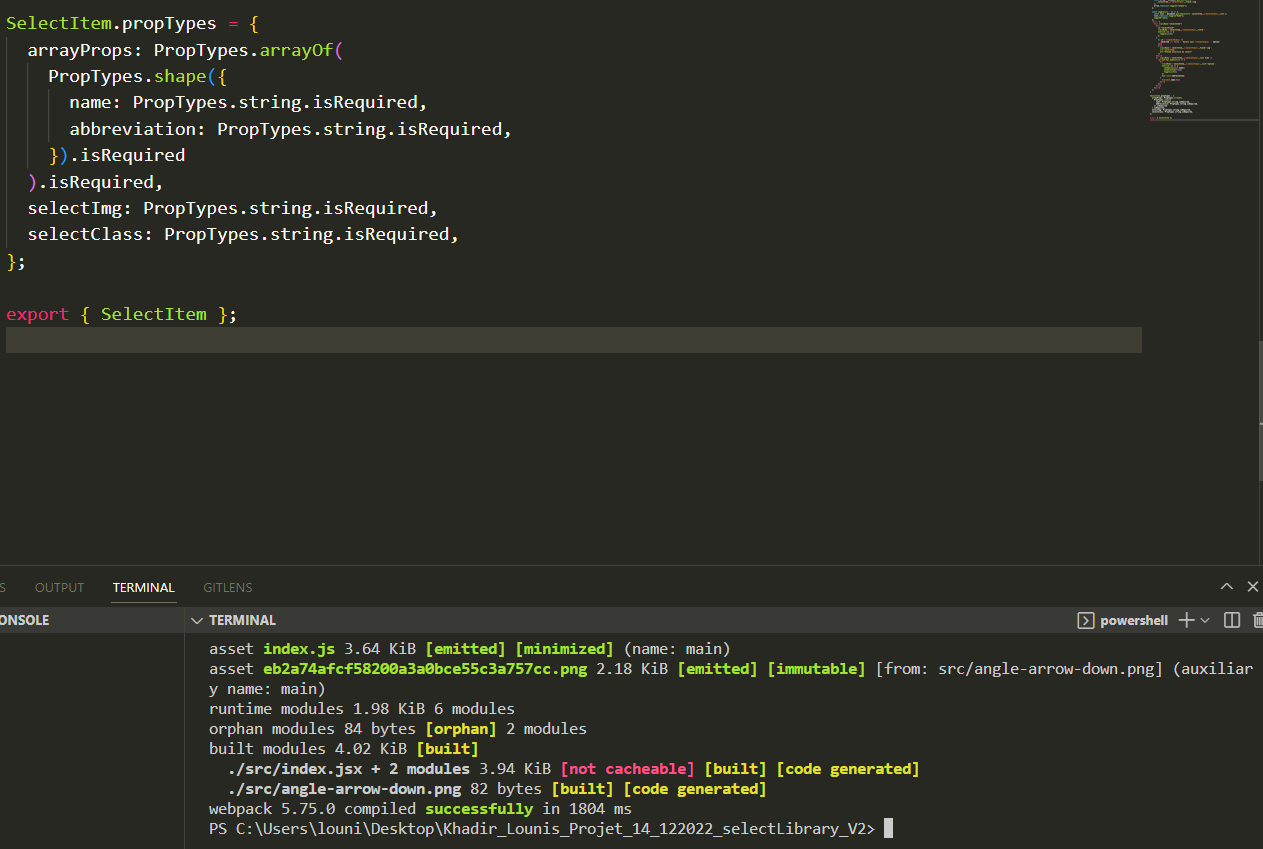 SelectItem.propTypes = {
arrayProps: PropTypes.arrayOf(
PropTypes.shape({
name: PropTypes.string.isRequired,
abbreviation: PropTypes.string.isRequired,
}).isRequired
).isRequired,
selectImg: PropTypes.string.isRequired,
selectClass: PropTypes.string.isRequired,
};
export { SelectItem };
S OUTPUT TERMINAL GITLENS
ONSOLE
TERMINAL
powershell
asset index.js 3.64 KiB [emitted] [minimized] (name: main)
asset eb2a74afcf58200a3a0bce55c3a757cc.png 2.18 KiB [emitted] [immutable] [from: src/angle-arrow-down.png] (auxiliar
y name: main)
runtime modules 1.98 KiB 6 modules
orphan modules 84 bytes [orphan] 2 modules
built modules 4.02 KiB [built]
./src/index.jsx + 2 modules 3.94 KiB [not cacheable] [built] [code generated]
./src/angle-arrow-down.png 82 bytes [built] [code generated]
webpack 5.75.0 compiled successfully in 1804 ms
PS C:\Users\louni\Desktop\Khadir_Lounis_Projet_14_122022_selectLibrary_V2>